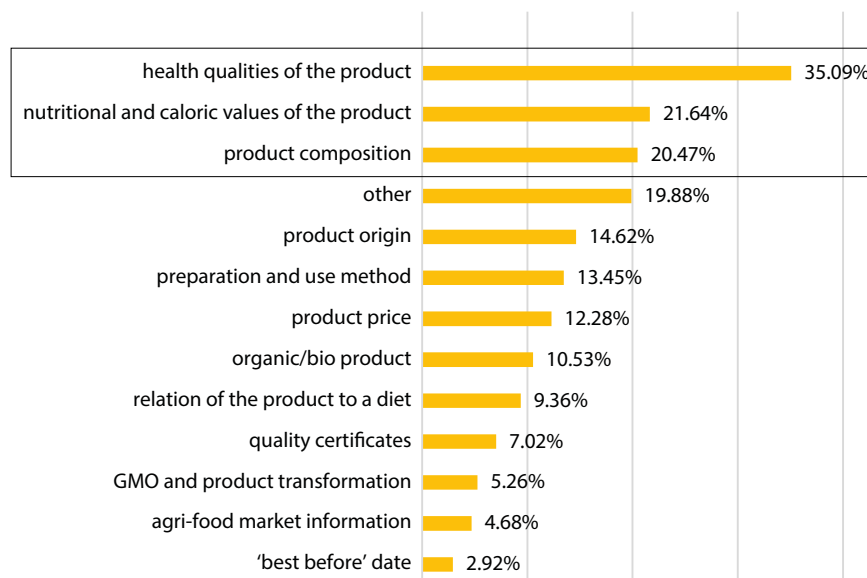 health qualities of the product 35.09%
nutritional and caloric values of the product 21.64%
product composition 20.47%
other 19.88%
product origin 14.62%
preparation and use method 13.45%
product price 12.28%
organic/bio product 10.53%
relation of the product to a diet 9.36%
quality certificates 7.02%
GMO and product transformation 5.26%
agri-food market information 4.68%
‘best before’ date 2.92%